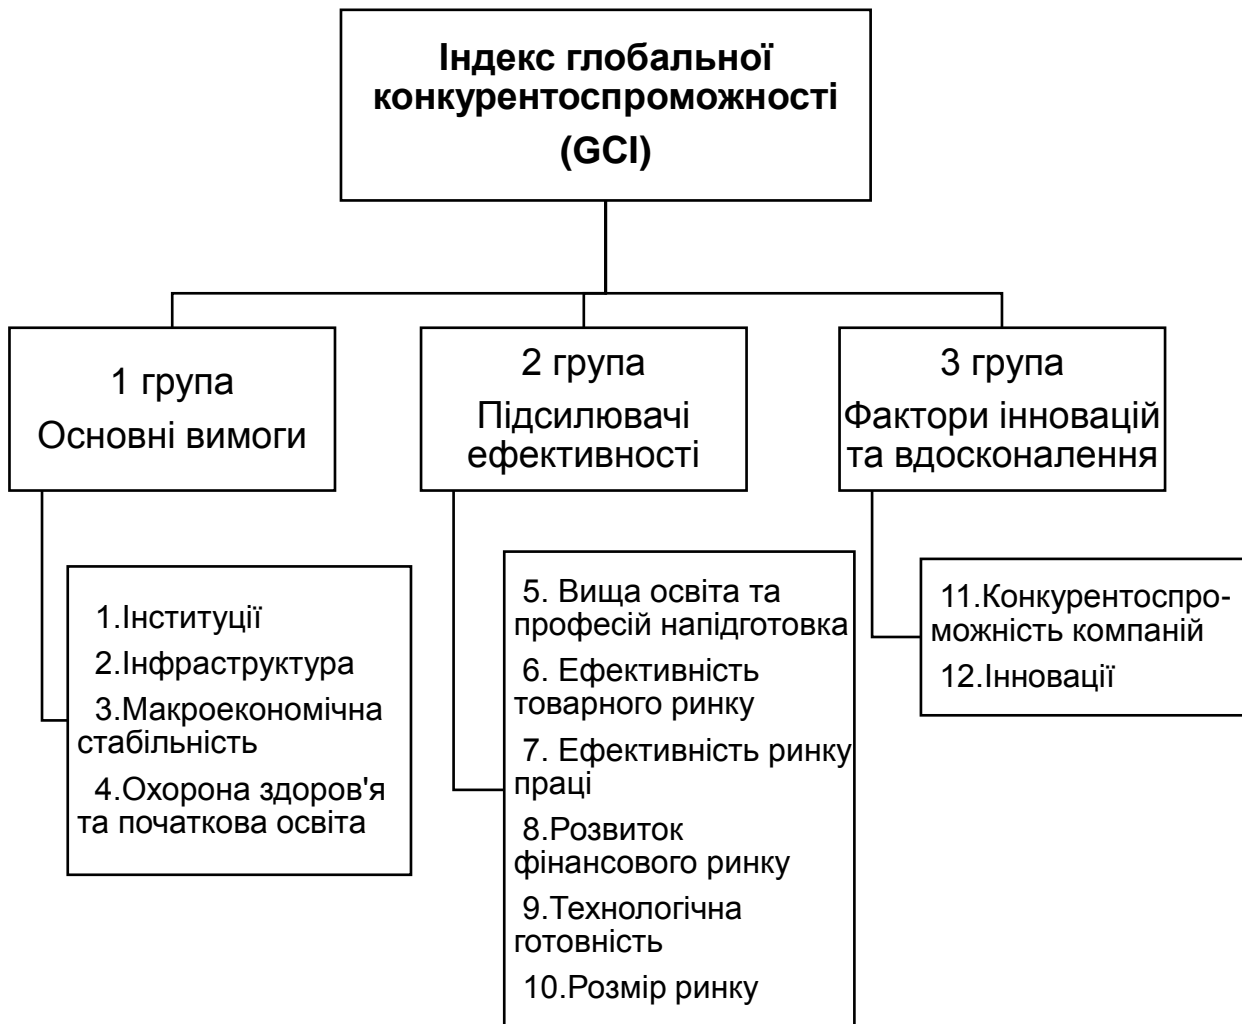 Індекс глобальної
конкурентоспроможності
(GCI)
1 група
Основні вимоги
2 група
Підсилювачі
ефективності
3 група
Фактори інновацій
та вдосконалення
1.Інституції
2.Інфраструктура
3.Макроекономічна
стабільність
4.Охорона здоров'я
та початкова освіта
5. Вища освіта та
професій напідготовка
6. Ефективність
товарного ринку
7. Ефективність ринку
праці
8.Розвиток
фінансового ринку
9.Технологічна
готовність
10.Розмір ринку
11.Конкурентоспро-
можність компаній
12.Інновації